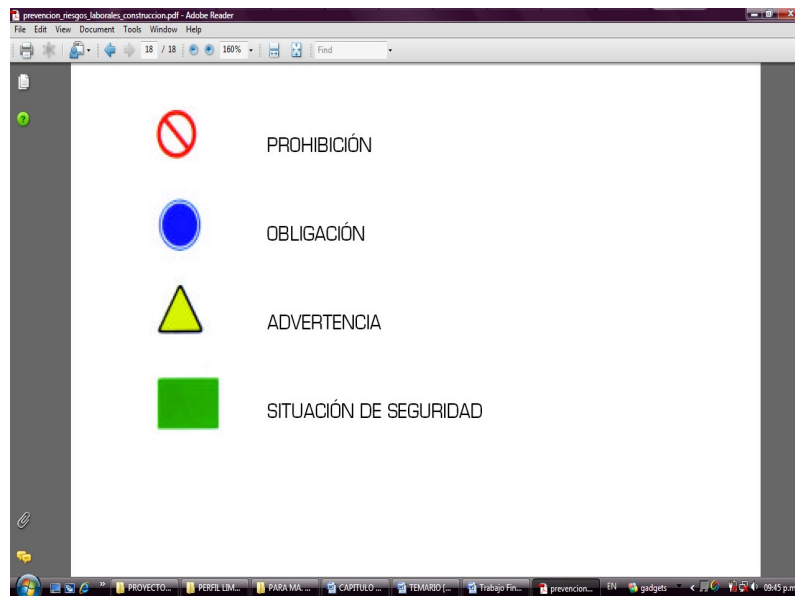 prevencion_riesgos_laborales_construccion.pdf - Adobe Reader
File Edit View Document Tools Window Help
18 / 18 160% Find
PROHIBICIÓN
OBLIGACIÓN
ADVERTENCIA
SITUACIÓN DE SEGURIDAD
PROYECTO... PERFIL LIM... PARA MA.... CAPITULO ... TEMARIO (... Trabajo Fin... prevencion... EN gadgets 09:45 p.m.